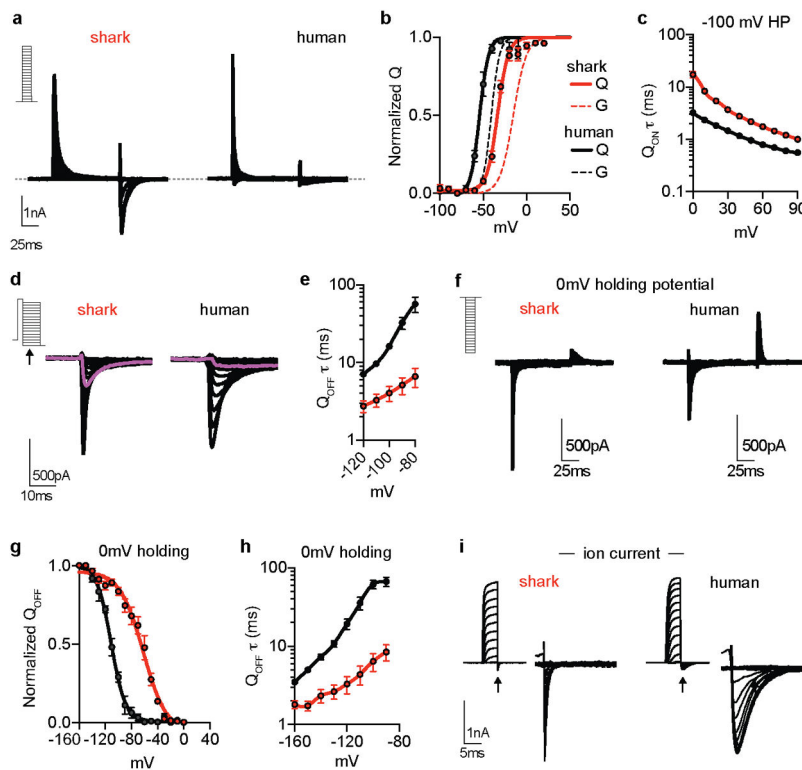 a
shark
human
1nA
25ms
b
Normalized Q
1.0
0.5
0.0
-100
-50
0
50
mV
shark
Q
G
human
Q
G
c
-100 mV HP
Q_ON τ (ms)
100
10
1
0.1
0
30
60
90
mV
d
shark
human
500pA
10ms
e
Q_OFF τ (ms)
100
10
1
-120
-100
-80
mV
f
0mV holding potential
shark
human
500pA
25ms
500pA
25ms
g
0mV holding
Normalized Q_OFF
1.0
0.5
0.0
-160
-120
-80
-40
0
40
mV
h
0mV holding
Q_OFF τ (ms)
100
10
1
-160
-120
-80
mV
i
— ion current —
shark
human
1nA
5ms